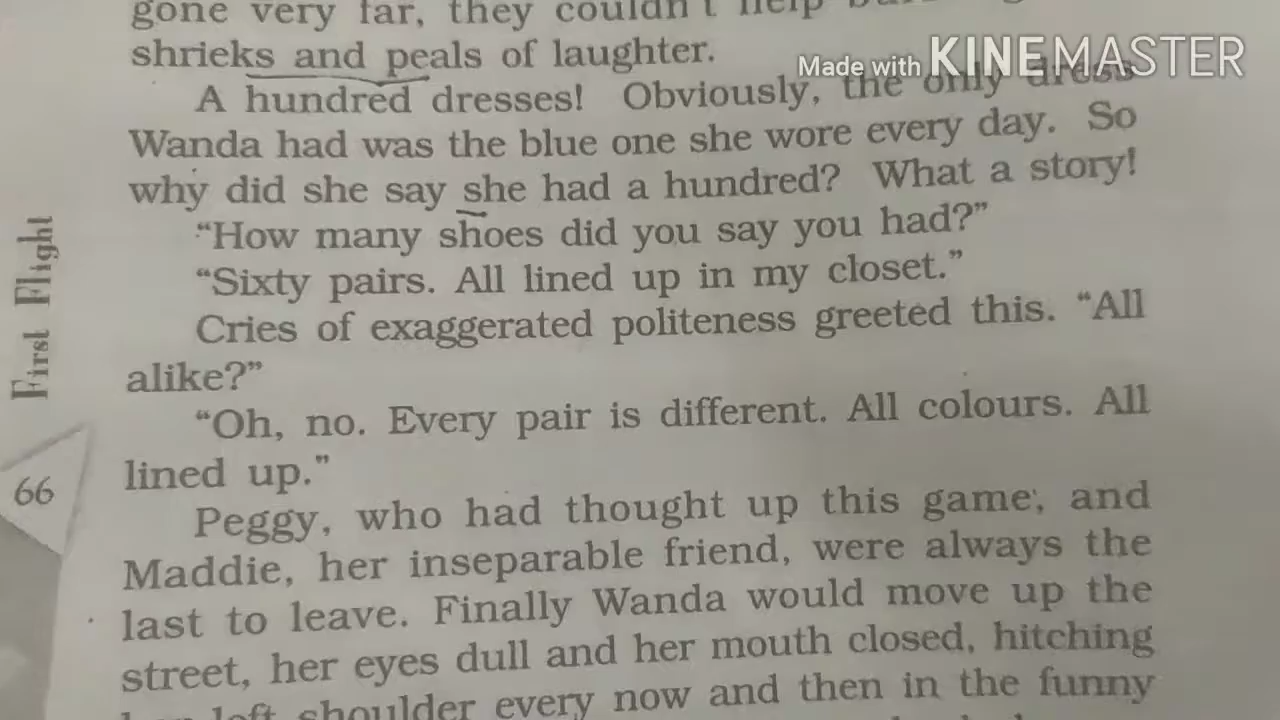 gone very far, they couldn't help
shrieks and peals of laughter.
Made with KINEMASTER
A hundred dresses! Obviously, the only dress
Wanda had was the blue one she wore every day. So
why did she say she had a hundred? What a story!
“How many shoes did you say you had?”
“Sixty pairs. All lined up in my closet.”
Cries of exaggerated politeness greeted this. “All
alike?”
“Oh, no. Every pair is different. All colours. All
lined up.”
Peggy, who had thought up this game, and
Maddie, her inseparable friend, were always the
last to leave. Finally Wanda would move up the
street, her eyes dull and her mouth closed, hitching
her left shoulder every now and then in the funny
First Flight
66